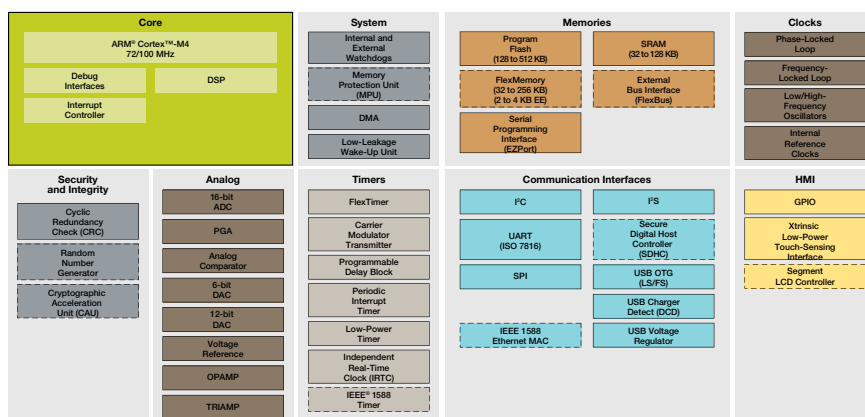 Core
ARM® Cortex™-M4
72/100 MHz
Debug
Interfaces
DSP
Interrupt
Controller
System
Internal and
External
Watchdogs
Memory
Protection Unit
(MPU)
DMA
Low-Leakage
Wake-Up Unit
Memories
Program
Flash
(128 to 512 KB)
SRAM
(32 to 128 KB)
FlexMemory
(32 to 256 KB)
(2 to 4 KB EE)
External
Bus Interface
(FlexBus)
Serial
Programming
Interface
(EZPort)
Clocks
Phase-Locked
Loop
Frequency-
Locked Loop
Low/High-
Frequency
Oscillators
Internal
Reference
Clocks
Security
and Integrity
Cyclic
Redundancy
Check (CRC)
Random
Number
Generator
Cryptographic
Acceleration
Unit (CAU)
Analog
16-bit
ADC
PGA
Analog
Comparator
6-bit
DAC
12-bit
DAC
Voltage
Reference
OPAMP
TRIAMP
Timers
FlexTimer
Carrier
Modulator
Transmitter
Programmable
Delay Block
Periodic
Interrupt
Timer
Low-Power
Timer
Independent
Real-Time
Clock (IRTC)
IEEE® 1588
Timer
Communication Interfaces
I²C
I²S
UART
(ISO 7816)
Secure
Digital Host
Controller
(SDHC)
SPI
USB OTG
(LS/FS)
USB Charger
Detect (DCD)
IEEE 1588
Ethernet MAC
USB Voltage
Regulator
HMI
GPIO
Xtrinsic
Low-Power
Touch-Sensing
Interface
Segment
LCD Controller